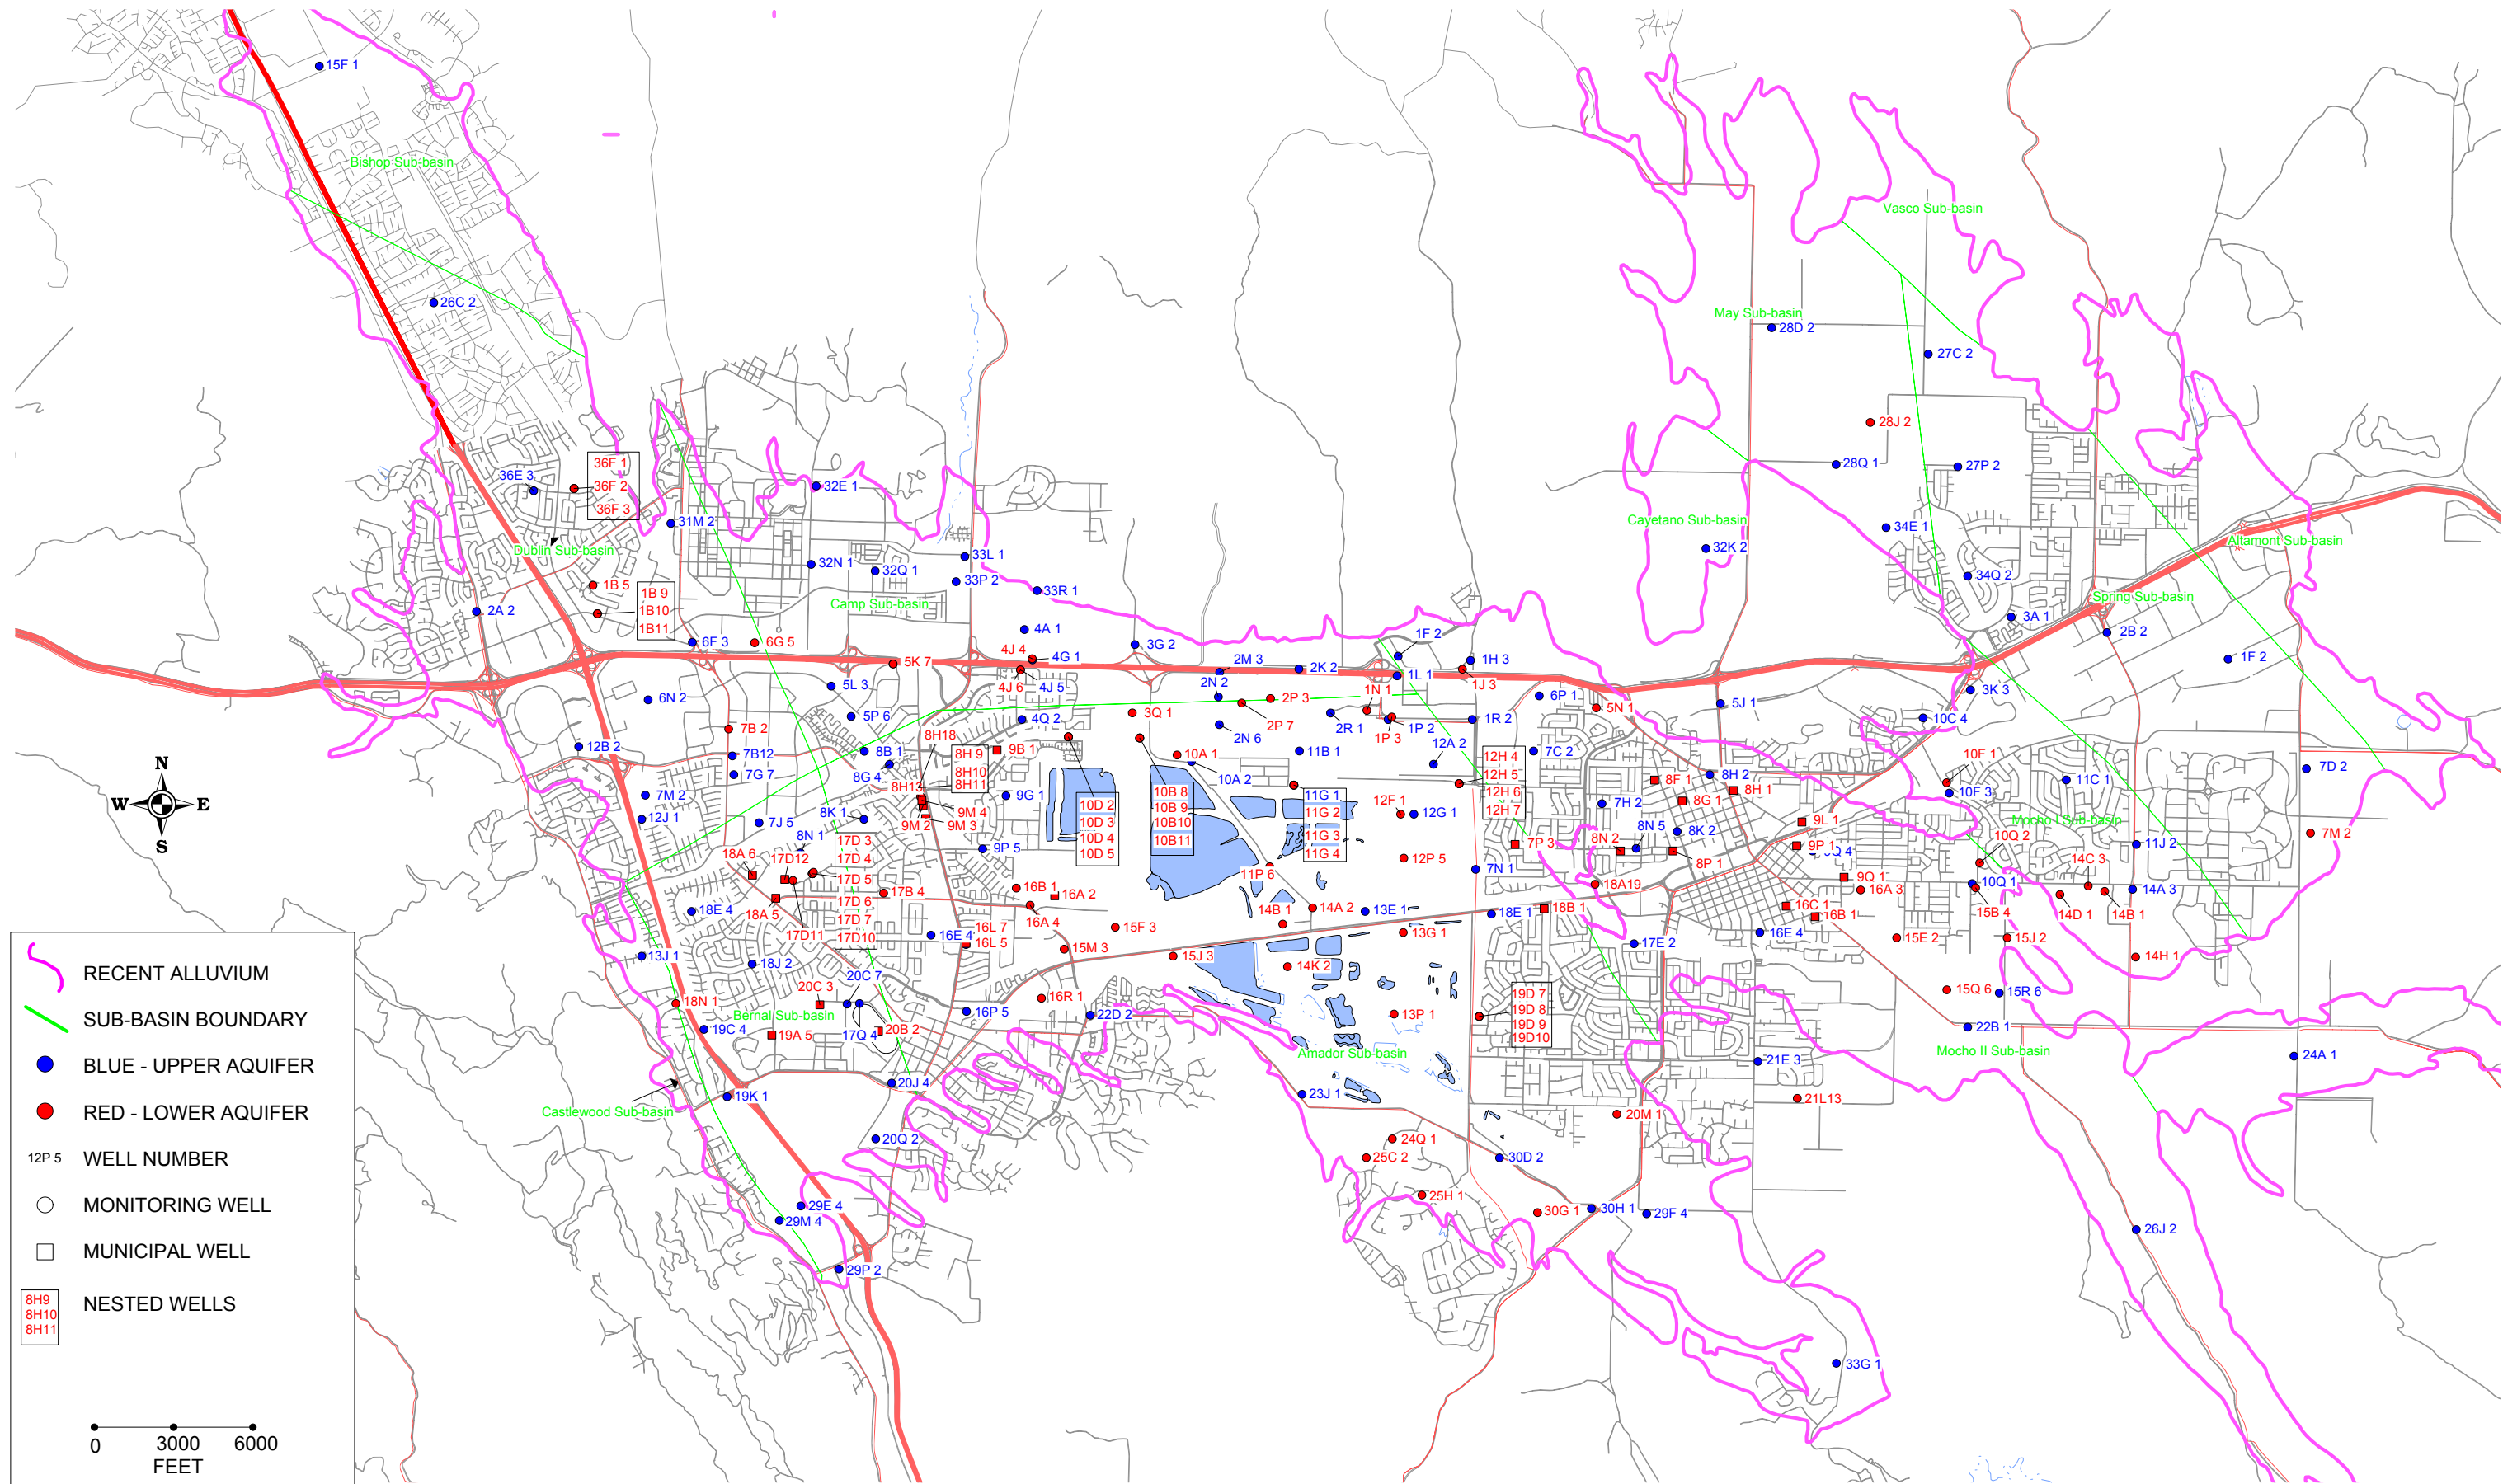 15F 1
Bishop Sub-basin
Vasco Sub-basin
26C 2
May Sub-basin
28D 2
27C 2
28J 2
36E 3
36F 1
36F 2
36F 3
28Q 1
27P 2
32E 1
31M 2
Cayetano Sub-basin
34E 1
Altamont Sub-basin
Dublin Sub-basin
33L 1
32K 2
32N 1
32Q 1
33P 2
34Q 2
1B 5
1B 9
1B10
1B11
33R 1
Camp Sub-basin
Spring Sub-basin
2A 2
3A 1
4A 1
2B 2
6F 3
6G 5
3G 2
1F 2
4J 4
4G 1
5K 7
2M 3
2K 2
1H 3
1F 2
1L 1
1J 3
4J 6
4J 5
5L 3
2N 2
1N 1
3K 3
6N 2
2P 3
6P 1
5J 1
5N 1
5P 6
4Q 2
3Q 1
2P 7
2R 1
1P 2
1R 2
10C 4
7B 2
8H18
2N 6
1P 3
12A 2
12B 2
7B12
8B 1
8H 9
8H10
8H11
9B 1
10A 1
11B 1
7C 2
12H 4
12H 5
12H 6
12H 7
7G 7
8G 4
10A 2
8H 2
10F 1
7D 2
8F 1
11C 1
8H13
7M 2
9G 1
10B 8
10B 9
10B10
10B11
11G 1
11G 2
11G 3
11G 4
8H 1
10F 3
10D 2
10D 3
10D 4
10D 5
7H 2
8G 1
12J 1
7J 5
8K 1
9M 4
9M 3
9M 2
12F 1
12G 1
9L 1
Mocho I Sub-basin
8N 1
8N 5
8K 2
7M 2
10Q 2
17D 3
17D 4
17D 5
17D 6
17D 7
17D10
9P 5
8N 2
7P 3
9P 1
11J 2
18A 6
17D12
12P 5
8P 1
14C 3
11P 6
7N 1
9Q 1
17B 4
16B 1
16A 2
18A19
16A 3
10Q 1
14A 3
18E 4
18A 5
16A 4
14B 1
14A 2
13E 1
18E 1
18B 1
16C 1
16B 1
15B 4
14D 1
14B 1
17D11
16E 4
16L 7
16L 5
15F 3
13G 1
16E 4
15E 2
15J 2
17E 2
15M 3
13J 1
18J 2
15J 3
14K 2
14H 1
20C 7
20C 3
18N 1
16R 1
15Q 6
15R 6
19D 7
19D 8
19D 9
19D10
Bernal Sub-basin
16P 5
22D 2
13P 1
19C 4
19A 5
17Q 4
20B 2
22B 1
Amador Sub-basin
Mocho II Sub-basin
24A 1
21E 3
20J 4
19K 1
23J 1
21L13
Castlewood Sub-basin
20M 1
20Q 2
24Q 1
25C 2
30D 2
25H 1
29E 4
29M 4
30G 1
30H 1
29F 4
26J 2
29P 2
33G 1
N
W
E
S
RECENT ALLUVIUM
SUB-BASIN BOUNDARY
BLUE - UPPER AQUIFER
RED - LOWER AQUIFER
12P 5 WELL NUMBER
MONITORING WELL
MUNICIPAL WELL
8H9
8H10
8H11
NESTED WELLS
0 3000 6000
FEET